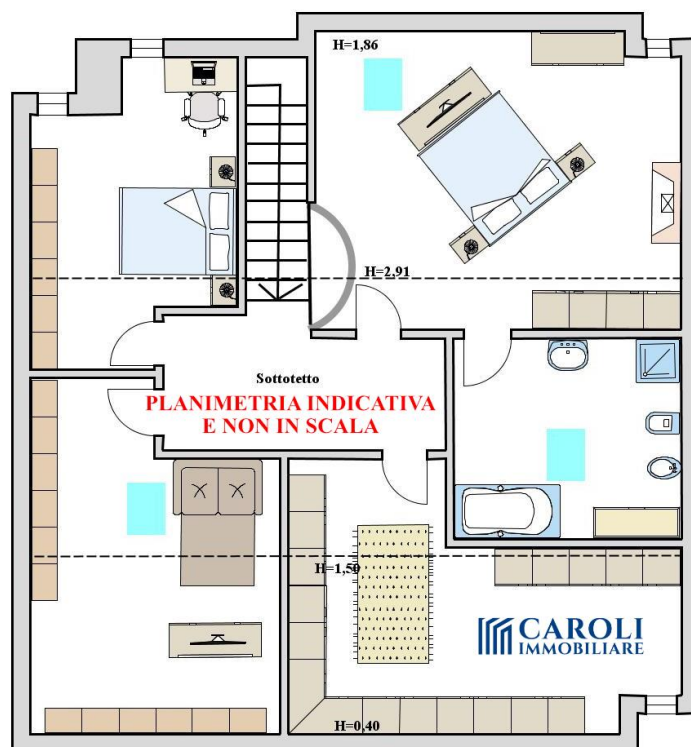 H=1,86
H=2,91
Sottotetto
PLANIMETRIA INDICATIVA
E NON IN SCALA
H=1,50
CAROLI
IMMOBILIARE
H=0,40